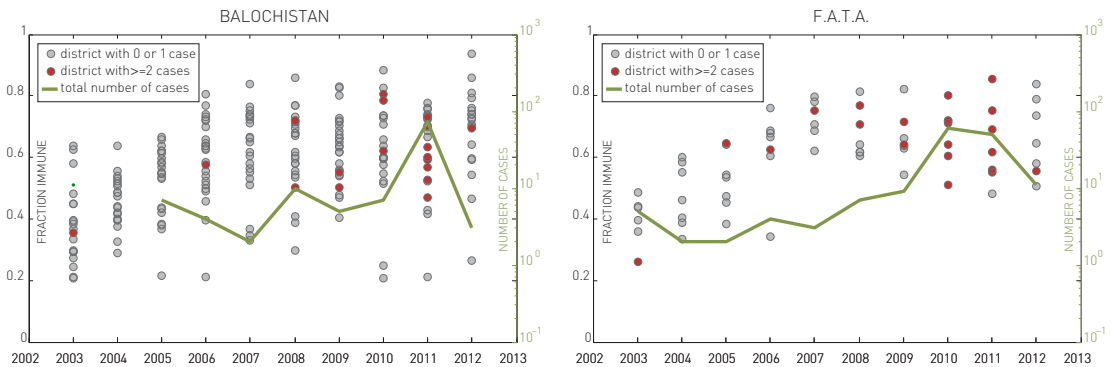 BALOCHISTAN
1
0.8
0.6
0.4
0.2
0
FRACTION IMMUNE
district with 0 or 1 case
district with>=2 cases
total number of cases
10³
10²
10¹
10⁰
10⁻¹
NUMBER OF CASES
2002 2003 2004 2005 2006 2007 2008 2009 2010 2011 2012 2013
F.A.T.A.
1
0.8
0.6
0.4
0.2
0
FRACTION IMMUNE
district with 0 or 1 case
district with>=2 cases
total number of cases
10³
10²
10¹
10⁰
10⁻¹
NUMBER OF CASES
2002 2003 2004 2005 2006 2007 2008 2009 2010 2011 2012 2013